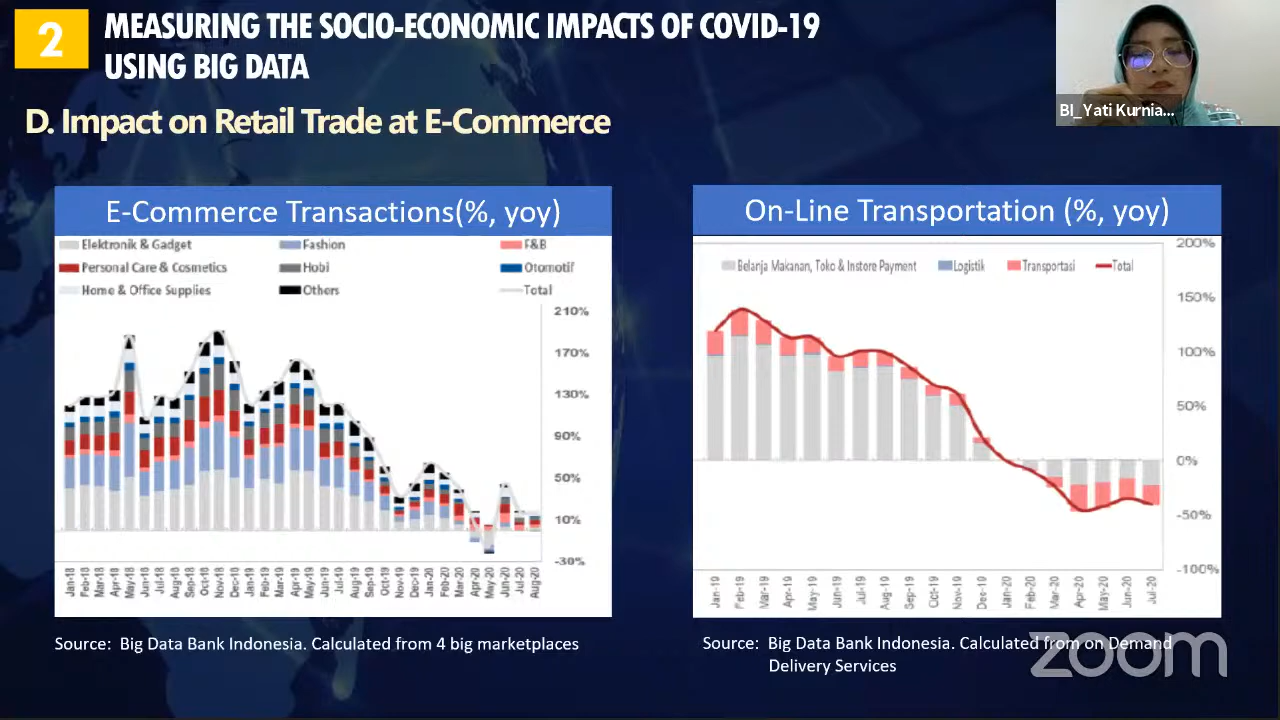 2
MEASURING THE SOCIO-ECONOMIC IMPACTS OF COVID-19
USING BIG DATA
BI_Yati Kurnia...
D. Impact on Retail Trade at E-Commerce
E-Commerce Transactions(%, yoy)
Elektronik & Gadget Fashion F&B
Personal Care & Cosmetics Hobi Otomotif
Home & Office Supplies Others Total
210%
170%
130%
90%
50%
10%
-30%
Jan-18 Feb-18 Mar-18 Apr-18 May-18 Jun-18 Jul-18 Aug-18 Sep-18 Oct-18 Nov-18 Dec-18 Jan-19 Feb-19 Mar-19 Apr-19 May-19 Jun-19 Jul-19 Aug-19 Sep-19 Oct-19 Nov-19 Dec-19 Jan-20 Feb-20 Mar-20 Apr-20 May-20 Jun-20 Jul-20 Aug-20
Source: Big Data Bank Indonesia. Calculated from 4 big marketplaces
On-Line Transportation (%, yoy)
200%
Belanja Makanan, Toko & Instore Payment Logistik Transportasi Total
150%
100%
50%
0%
-50%
-100%
Jan-19 Feb-19 Mar-19 Apr-19 May-19 Jun-19 Jul-19 Aug-19 Sep-19 Oct-19 Nov-19 Dec-19 Jan-20 Feb-20 Mar-20 Apr-20 May-20 Jun-20 Jul-20
Source: Big Data Bank Indonesia. Calculated from on Demand
Delivery Services
zoom